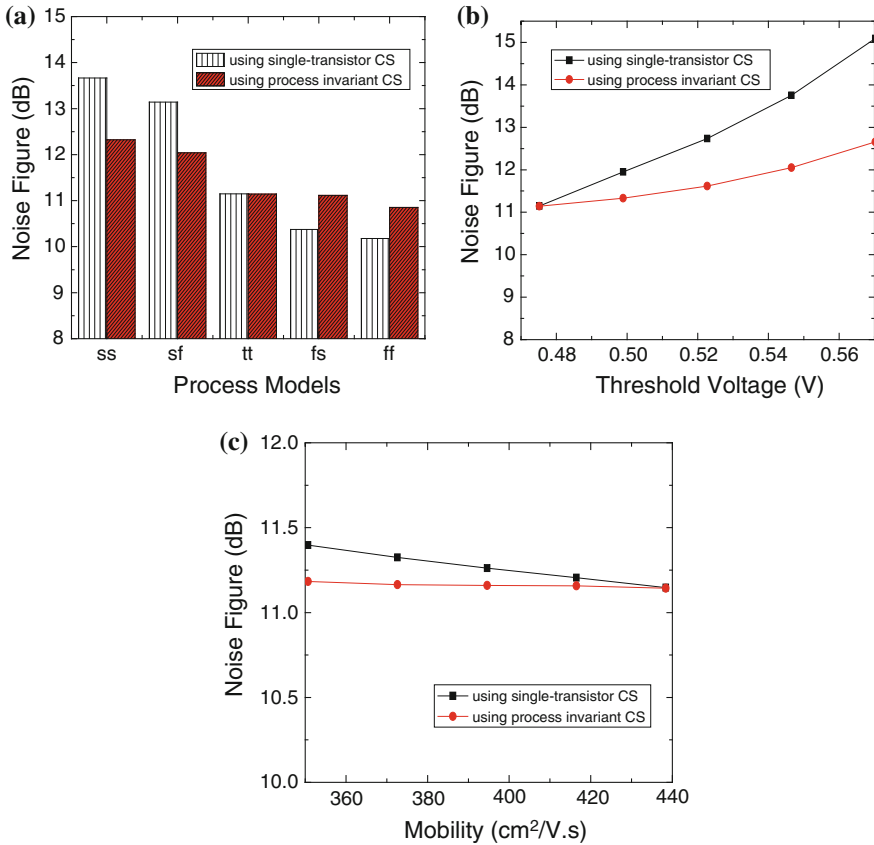 (a)
15
14
13
12
11
10
9
8
Noise Figure (dB)
using single-transistor CS
using process invariant CS
ss sf tt fs ff
Process Models
(b)
15
14
13
12
11
10
9
8
Noise Figure (dB)
using single-transistor CS
using process invariant CS
0.48 0.50 0.52 0.54 0.56
Threshold Voltage (V)
(c)
12.0
11.5
11.0
10.5
10.0
Noise Figure (dB)
using single-transistor CS
using process invariant CS
360 380 400 420 440
Mobility (cm²/V.s)